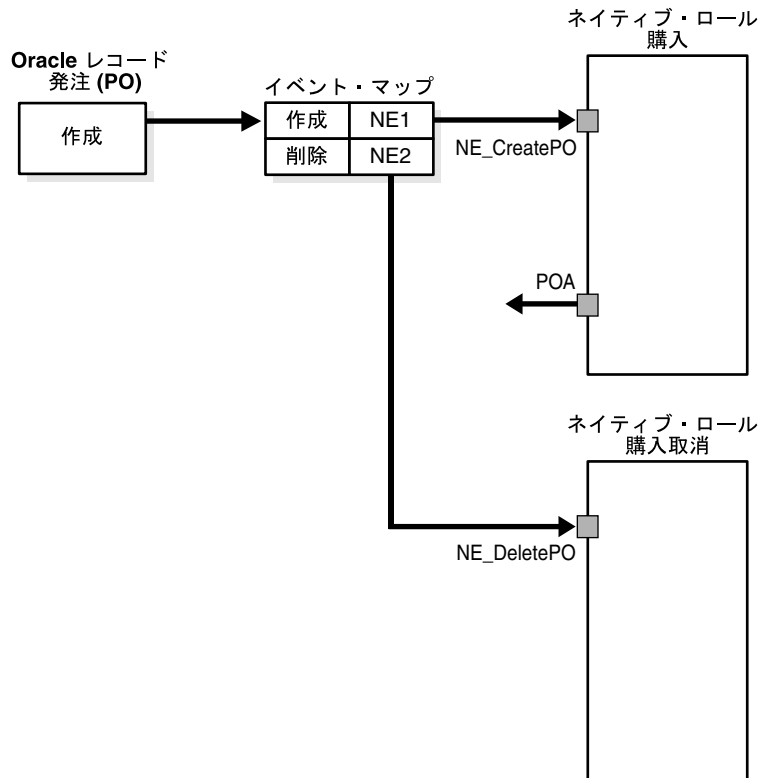 ネイティブ・ロール
購入
Oracle レコード
発注 (PO)
作成
イベント・マップ
作成 NE1
削除 NE2
NE_CreatePO
POA
ネイティブ・ロール
購入取消
NE_DeletePO